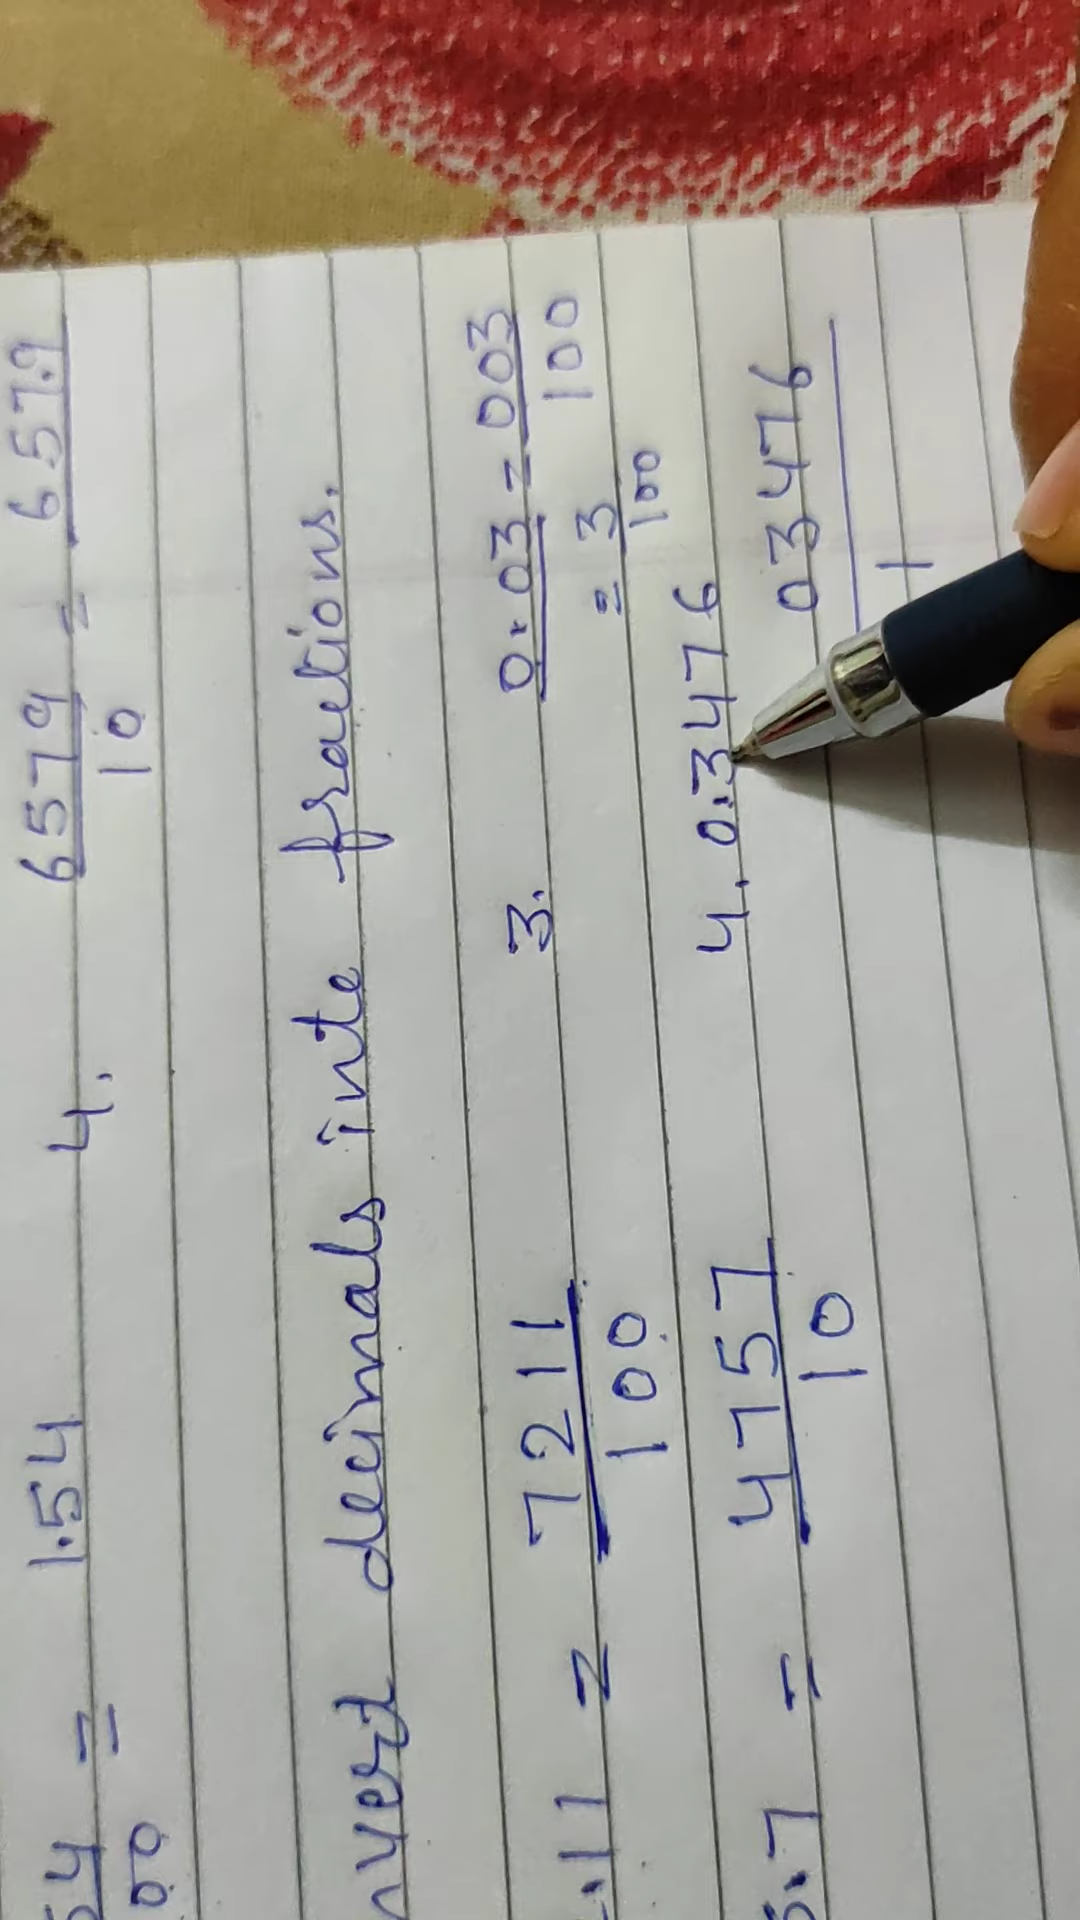 54 = 1.54 4. 6579 = 657.9
00 = 10
nvert decimals inte fractions.
.11 = 7211 3. 0.03 = 003
100 100
= 3
100
5.7 = 4757 4. 0.3476
10 03476
1